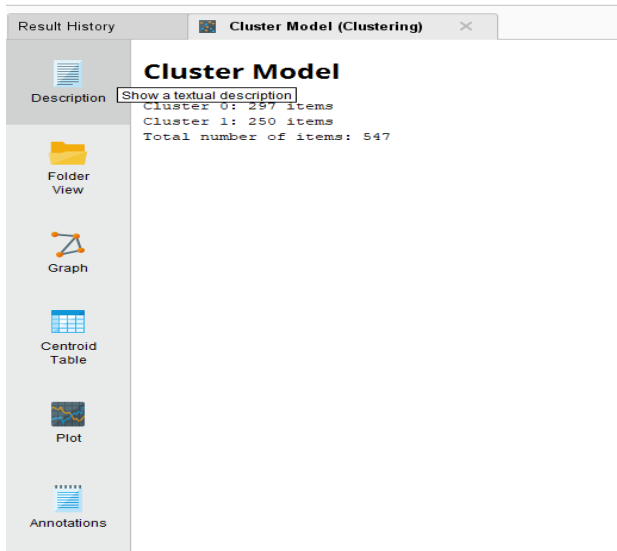 Result History
Cluster Model (Clustering)
Description
Folder
View
Graph
Centroid
Table
Plot
Annotations
Cluster Model
Show a textual description
Cluster 0: 297 items
Cluster 1: 250 items
Total number of items: 547